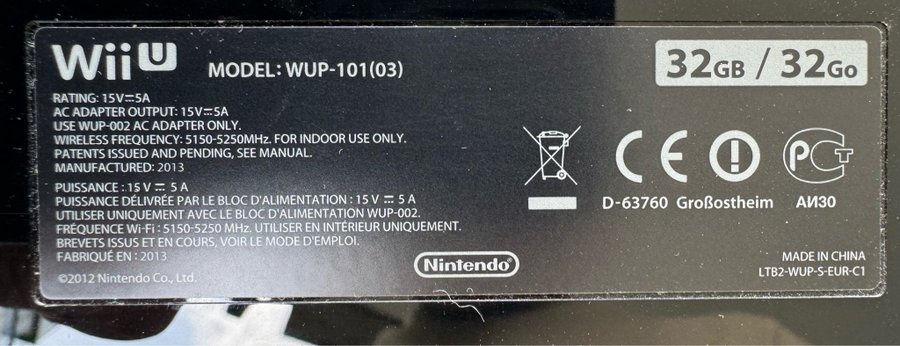 Wii U MODEL: WUP-101(03) 32GB / 32Go
RATING: 15V⎓5A
AC ADAPTER OUTPUT: 15V⎓5A
USE WUP-002 AC ADAPTER ONLY.
WIRELESS FREQUENCY: 5150-5250MHz. FOR INDOOR USE ONLY.
PATENTS ISSUED AND PENDING, SEE MANUAL.
MANUFACTURED: 2013
PUISSANCE : 15 V ⎓ 5 A
PUISSANCE DÉLIVRÉE PAR LE BLOC D'ALIMENTATION : 15 V ⎓ 5 A
UTILISER UNIQUEMENT AVEC LE BLOC D'ALIMENTATION WUP-002.
FRÉQUENCE Wi-Fi : 5150-5250 MHz. UTILISER EN INTÉRIEUR UNIQUEMENT.
BREVETS ISSUS ET EN COURS, VOIR LE MODE D'EMPLOI.
FABRIQUÉ EN : 2013
©2012 Nintendo Co., Ltd.
Nintendo
CE PCT
D-63760 Großostheim АИ30
MADE IN CHINA
LTB2-WUP-S-EUR-C1